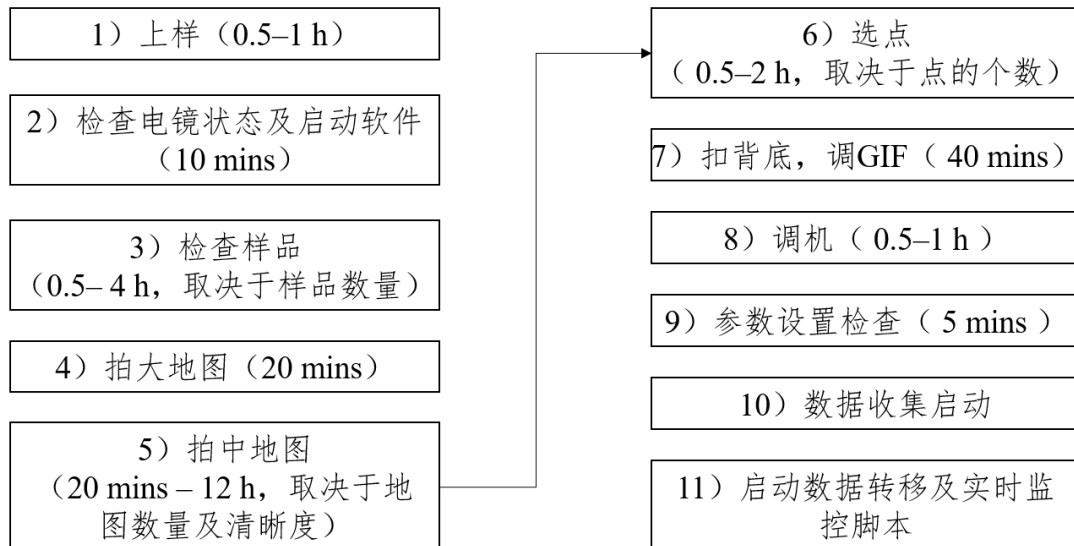 1）上样（0.5–1 h）
2）检查电镜状态及启动软件
（10 mins）
3）检查样品
（0.5– 4 h，取决于样品数量）
4）拍大地图（20 mins）
5）拍中地图
（20 mins – 12 h，取决于地
图数量及清晰度）
6）选点
（ 0.5–2 h，取决于点的个数）
7）扣背底，调GIF（ 40 mins）
8）调机（ 0.5–1 h ）
9）参数设置检查（ 5 mins ）
10）数据收集启动
11）启动数据转移及实时监
控脚本